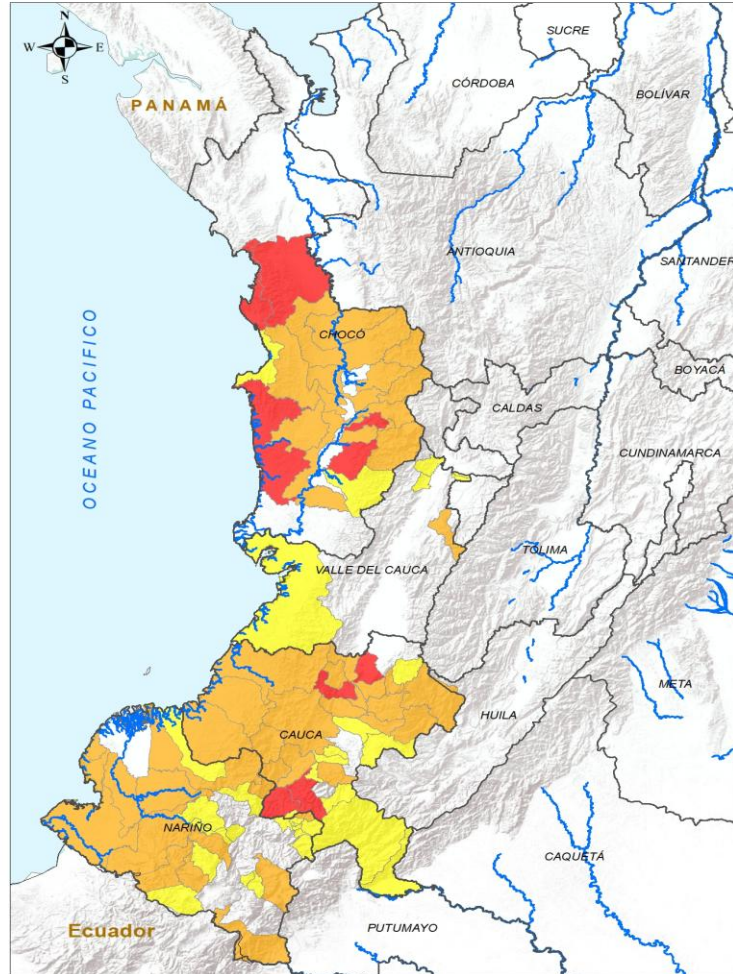 N
W E
S
SUCRE
CÓRDOBA
BOLÍVAR
PANAMÁ
ANTIOQUIA
SANTANDER
OCEANO PACIFICO
CHOCÓ
BOYACÁ
CALDAS
CUNDINAMARCA
TOLIMA
VALLE DEL CAUCA
META
HUILA
CAUCA
NARIÑO
CAQUETÁ
PUTUMAYO
Ecuador